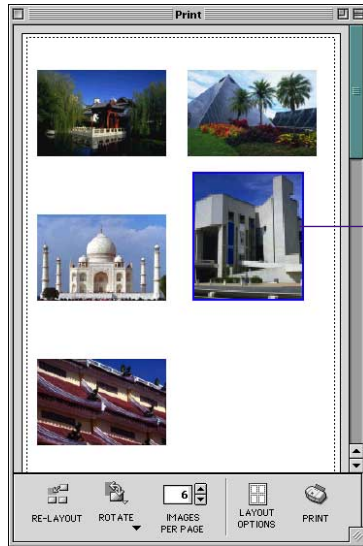 Print
6
RE-LAYOUT
ROTATE
IMAGES
PER PAGE
LAYOUT
OPTIONS
PRINT